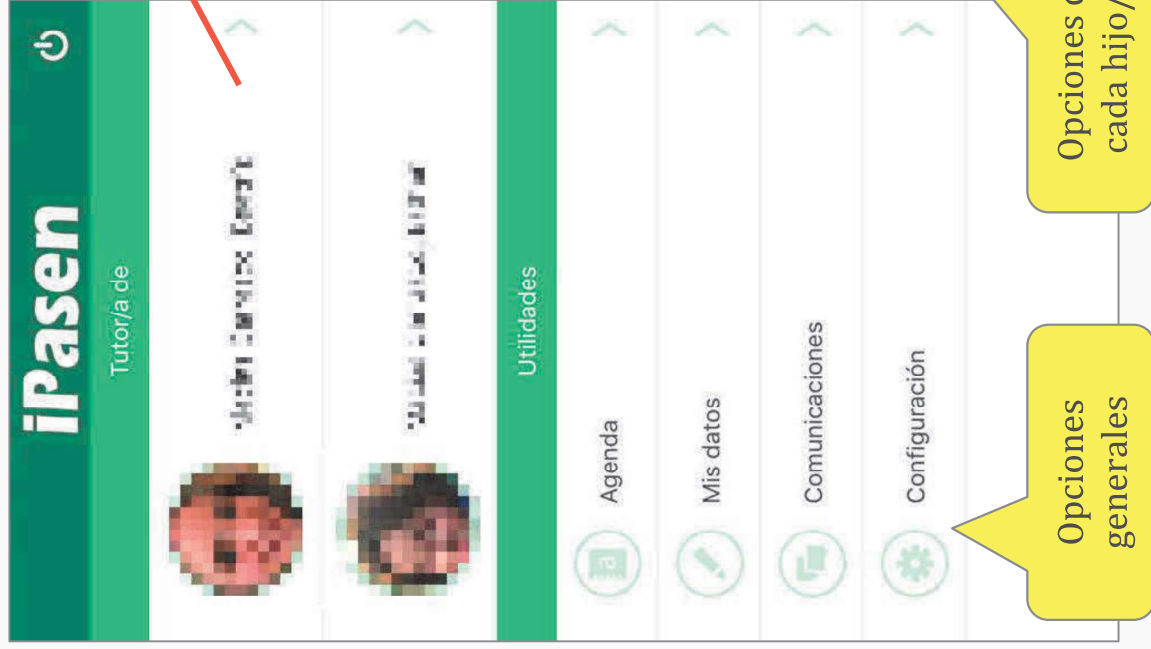 iPasen
Tutor/a de
Utilidades
Agenda
Mis datos
Comunicaciones
Configuración
Opciones
generales
Opciones
cada hijo/